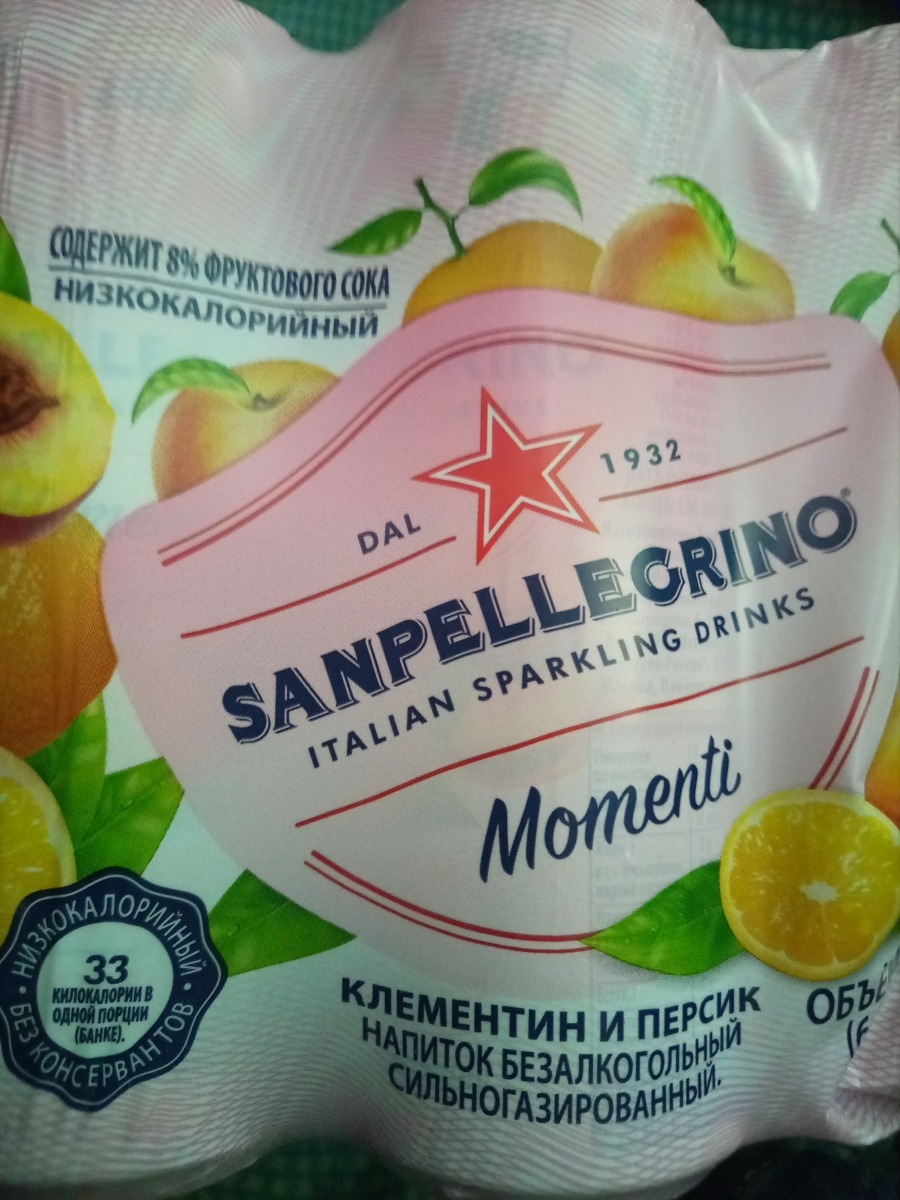 СОДЕРЖИТ 8% ФРУКТОВОГО СОКА
НИЗКОКАЛОРИЙНЫЙ
DAL 1932
SANPELLEGRINO®
ITALIAN SPARKLING DRINKS
Momenti
• НИЗКОКАЛОРИЙНЫЙ •
33
КИЛОКАЛОРИИ В
ОДНОЙ ПОРЦИИ
(БАНКЕ).
БЕЗ КОНСЕРВАНТОВ
КЛЕМЕНТИН И ПЕРСИК
НАПИТОК БЕЗАЛКОГОЛЬНЫЙ
СИЛЬНОГАЗИРОВАННЫЙ.